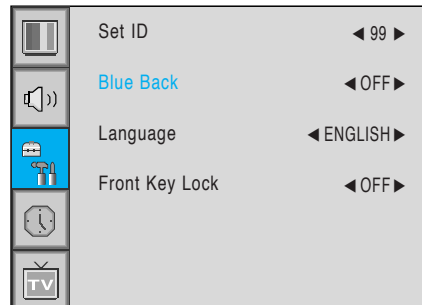 Set ID ◀ 99 ▶
Blue Back ◀ OFF ▶
Language ◀ ENGLISH ▶
Front Key Lock ◀ OFF ▶
TV